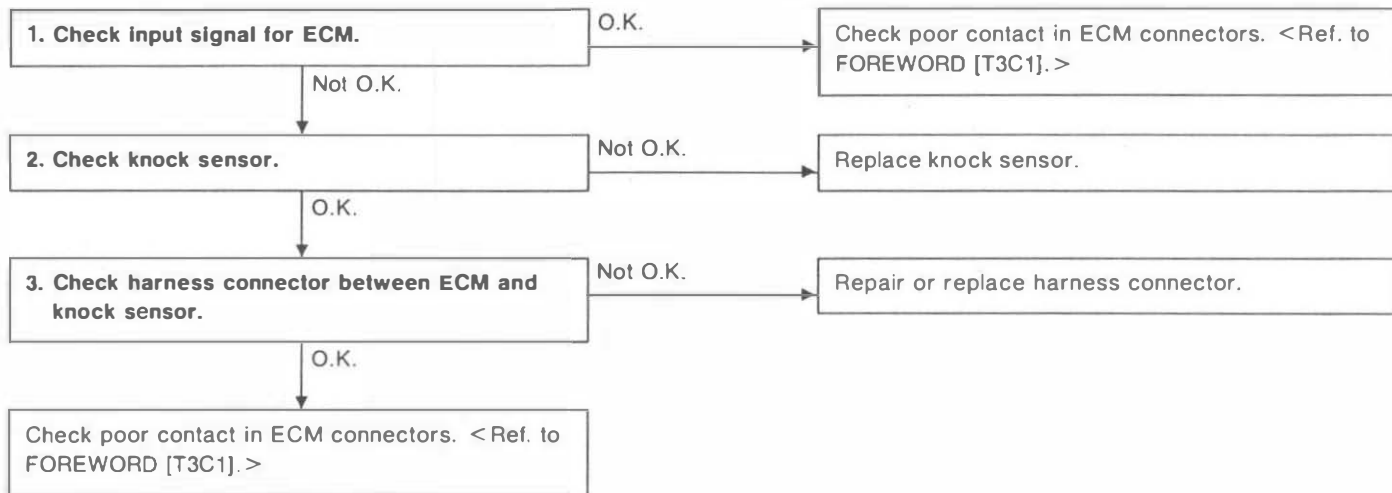 1. Check input signal for ECM.
O.K.
Check poor contact in ECM connectors. <Ref. to
FOREWORD [T3C1].>
Not O.K.
2. Check knock sensor.
Not O.K.
Replace knock sensor.
O.K.
3. Check harness connector between ECM and
knock sensor.
Not O.K.
Repair or replace harness connector.
O.K.
Check poor contact in ECM connectors. <Ref. to
FOREWORD [T3C1].>